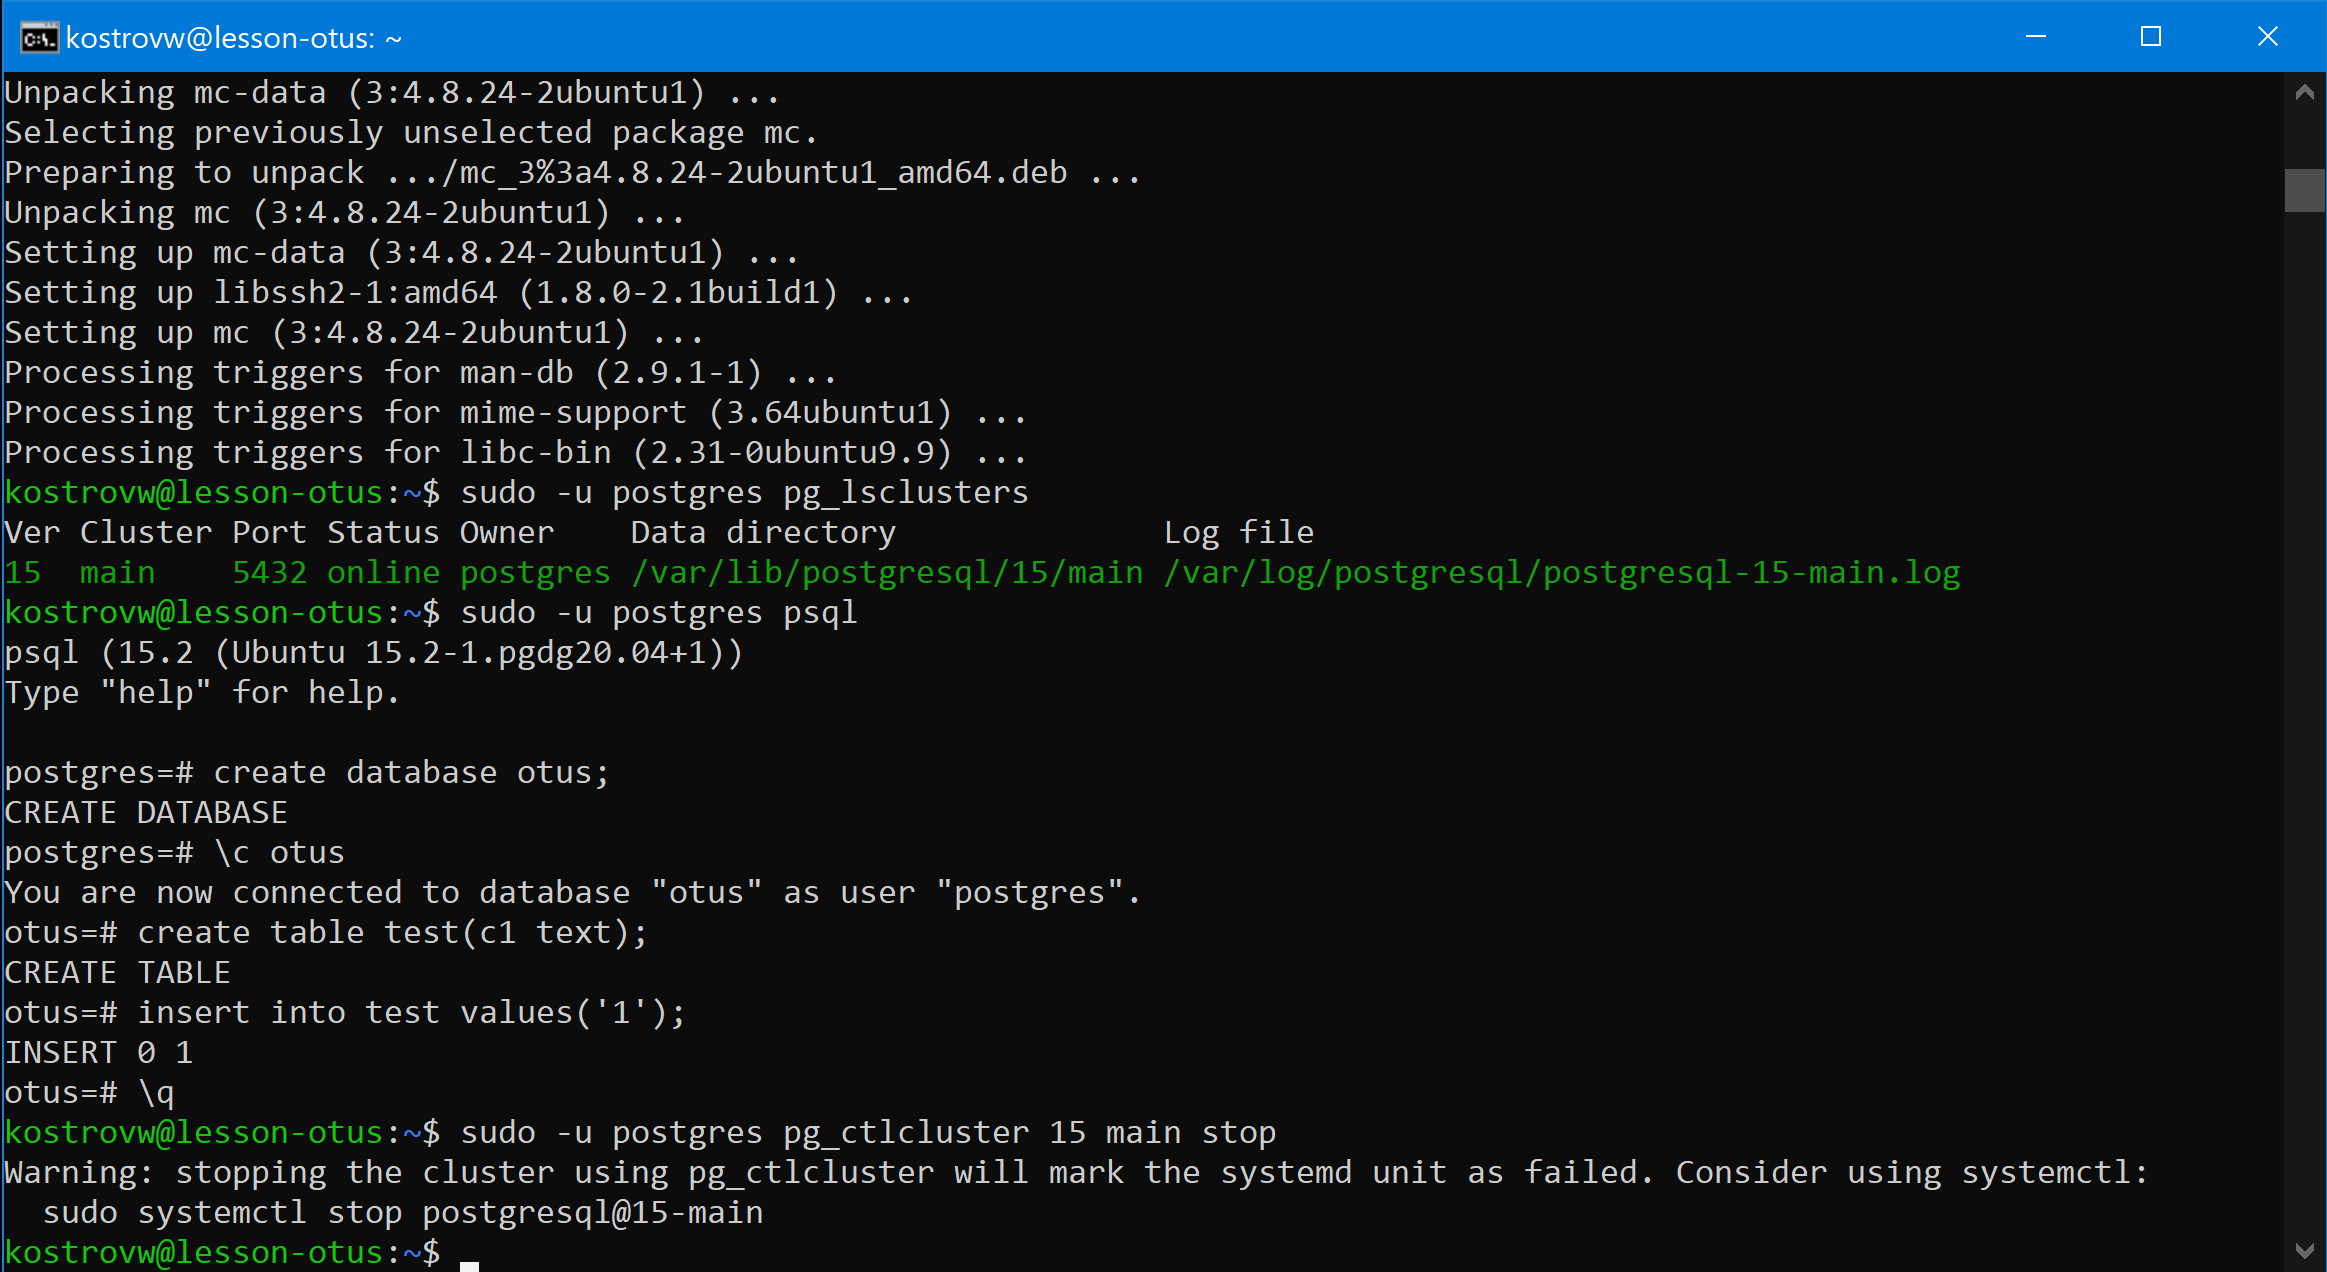 kostrovw@lesson-otus: ~
Unpacking mc-data (3:4.8.24-2ubuntu1) ...
Selecting previously unselected package mc.
Preparing to unpack .../mc_3%3a4.8.24-2ubuntu1_amd64.deb ...
Unpacking mc (3:4.8.24-2ubuntu1) ...
Setting up mc-data (3:4.8.24-2ubuntu1) ...
Setting up libssh2-1:amd64 (1.8.0-2.1build1) ...
Setting up mc (3:4.8.24-2ubuntu1) ...
Processing triggers for man-db (2.9.1-1) ...
Processing triggers for mime-support (3.64ubuntu1) ...
Processing triggers for libc-bin (2.31-0ubuntu9.9) ...
kostrovw@lesson-otus:~$ sudo -u postgres pg_lsclusters
Ver Cluster Port Status Owner    Data directory              Log file
15  main    5432 online postgres /var/lib/postgresql/15/main /var/log/postgresql/postgresql-15-main.log
kostrovw@lesson-otus:~$ sudo -u postgres psql
psql (15.2 (Ubuntu 15.2-1.pgdg20.04+1))
Type "help" for help.

postgres=# create database otus;
CREATE DATABASE
postgres=# \c otus
You are now connected to database "otus" as user "postgres".
otus=# create table test(c1 text);
CREATE TABLE
otus=# insert into test values('1');
INSERT 0 1
otus=# \q
kostrovw@lesson-otus:~$ sudo -u postgres pg_ctlcluster 15 main stop
Warning: stopping the cluster using pg_ctlcluster will mark the systemd unit as failed. Consider using systemctl:
  sudo systemctl stop postgresql@15-main
kostrovw@lesson-otus:~$